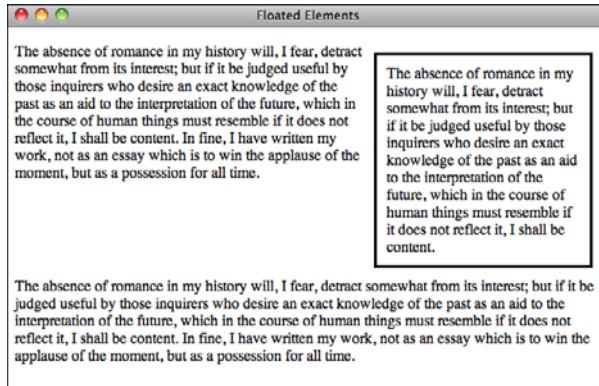 Floated Elements
The absence of romance in my history will, I fear, detract
somewhat from its interest; but if it be judged useful by
those inquirers who desire an exact knowledge of the
past as an aid to the interpretation of the future, which in
the course of human things must resemble if it does not
reflect it, I shall be content. In fine, I have written my
work, not as an essay which is to win the applause of the
moment, but as a possession for all time.
The absence of romance in my
history will, I fear, detract
somewhat from its interest; but
if it be judged useful by those
inquirers who desire an exact
knowledge of the past as an aid
to the interpretation of the
future, which in the course of
human things must resemble if
it does not reflect it, I shall be
content.
The absence of romance in my history will, I fear, detract somewhat from its interest; but if it be
judged useful by those inquirers who desire an exact knowledge of the past as an aid to the
interpretation of the future, which in the course of human things must resemble if it does not
reflect it, I shall be content. In fine, I have written my work, not as an essay which is to win the
applause of the moment, but as a possession for all time.